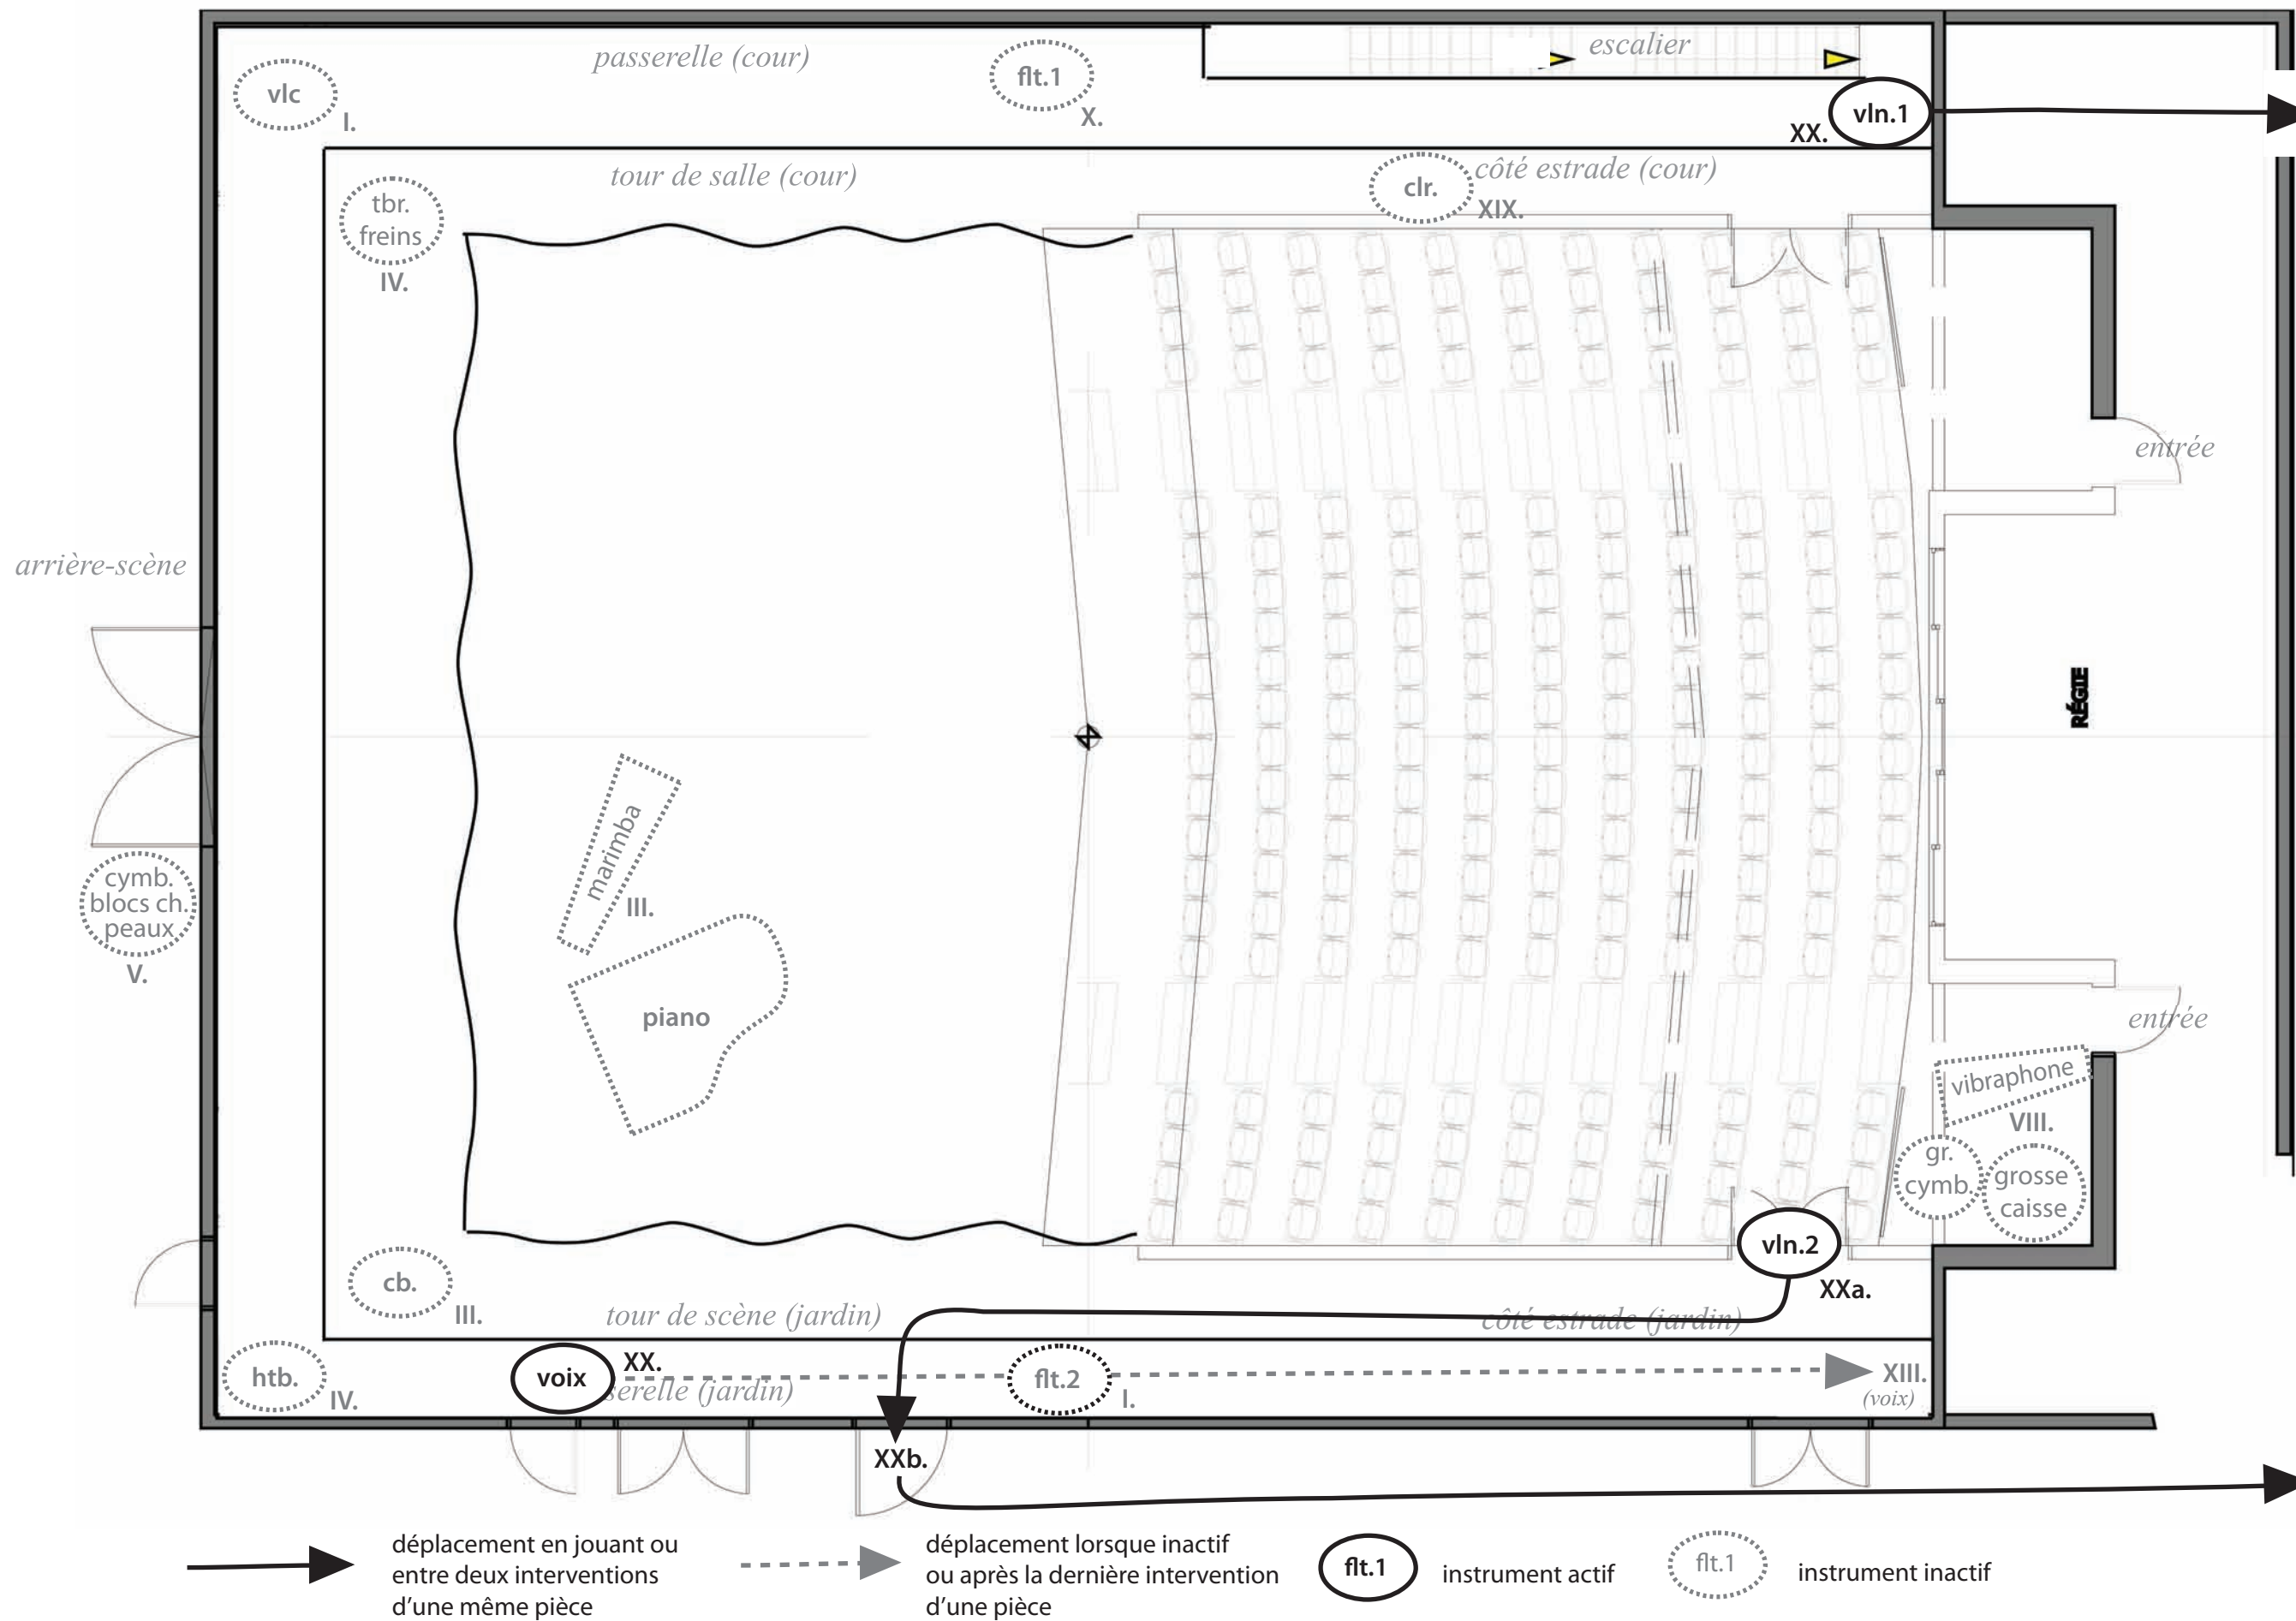 passerelle (cour)
escalier
vlc
I.
flt.1
X.
vln.1
XX.
tour de salle (cour)
côté estrade (cour)
clr.
XIX.
tbr.
freins
IV.
entrée
arrière-scène
RÉGIE
marimba
III.
cymb.
blocs ch.
peaux
V.
piano
entrée
vibraphone
VIII.
gr.
cymb.
grosse
caisse
vln.2
XXa.
cb.
III.
tour de scène (jardin)
côté estrade (jardin)
htb.
IV.
voix
XX.
serelle (jardin)
flt.2
I.
XIII.
(voix)
XXb.
déplacement en jouant ou
entre deux interventions
d'une même pièce
déplacement lorsque inactif
ou après la dernière intervention
d'une pièce
flt.1
instrument actif
flt.1
instrument inactif